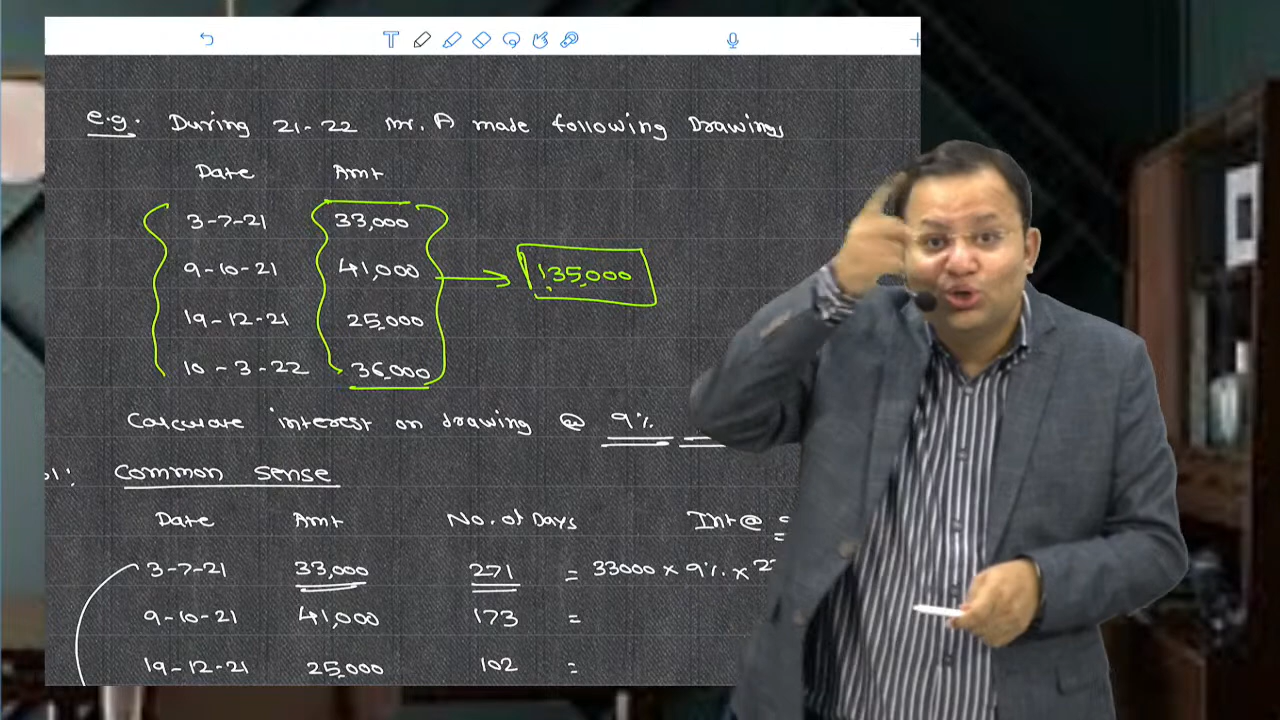 e.g. During 21-22 mr. A made following Drawings
Date Amt
3-7-21 33,000
9-10-21 41,000 135,000
19-12-21 25,000
10-3-22 36,000
Calculate interest on drawing @ 9%
Common sense
Date Amt No. of Days Int @
3-7-21 33,000 271 = 33000 x 9% x
9-10-21 41,000 173 =
19-12-21 25,000 102 =